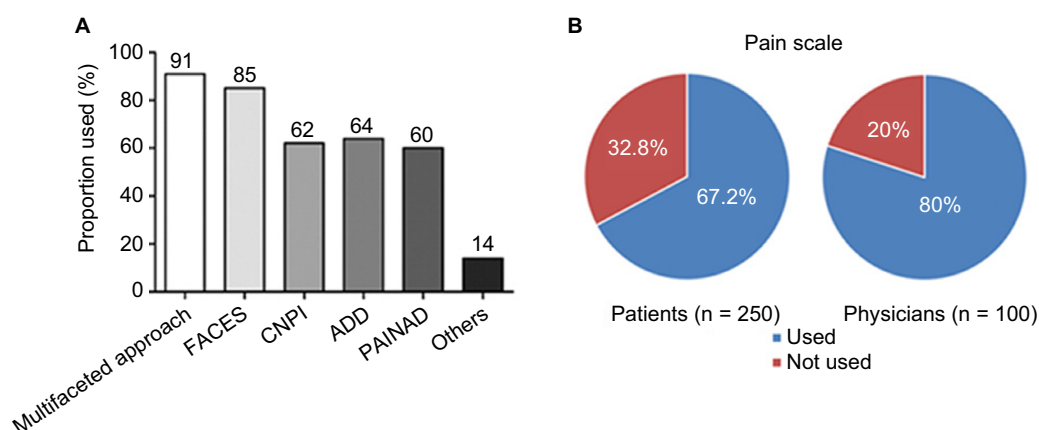 A
Proportion used (%)
100
80
60
40
20
0
91
85
62
64
60
14
Multifaceted approach
FACES
CNPI
ADD
PAINAD
Others
B
Pain scale
32.8%
67.2%
20%
80%
Patients (n = 250)
Physicians (n = 100)
Used
Not used